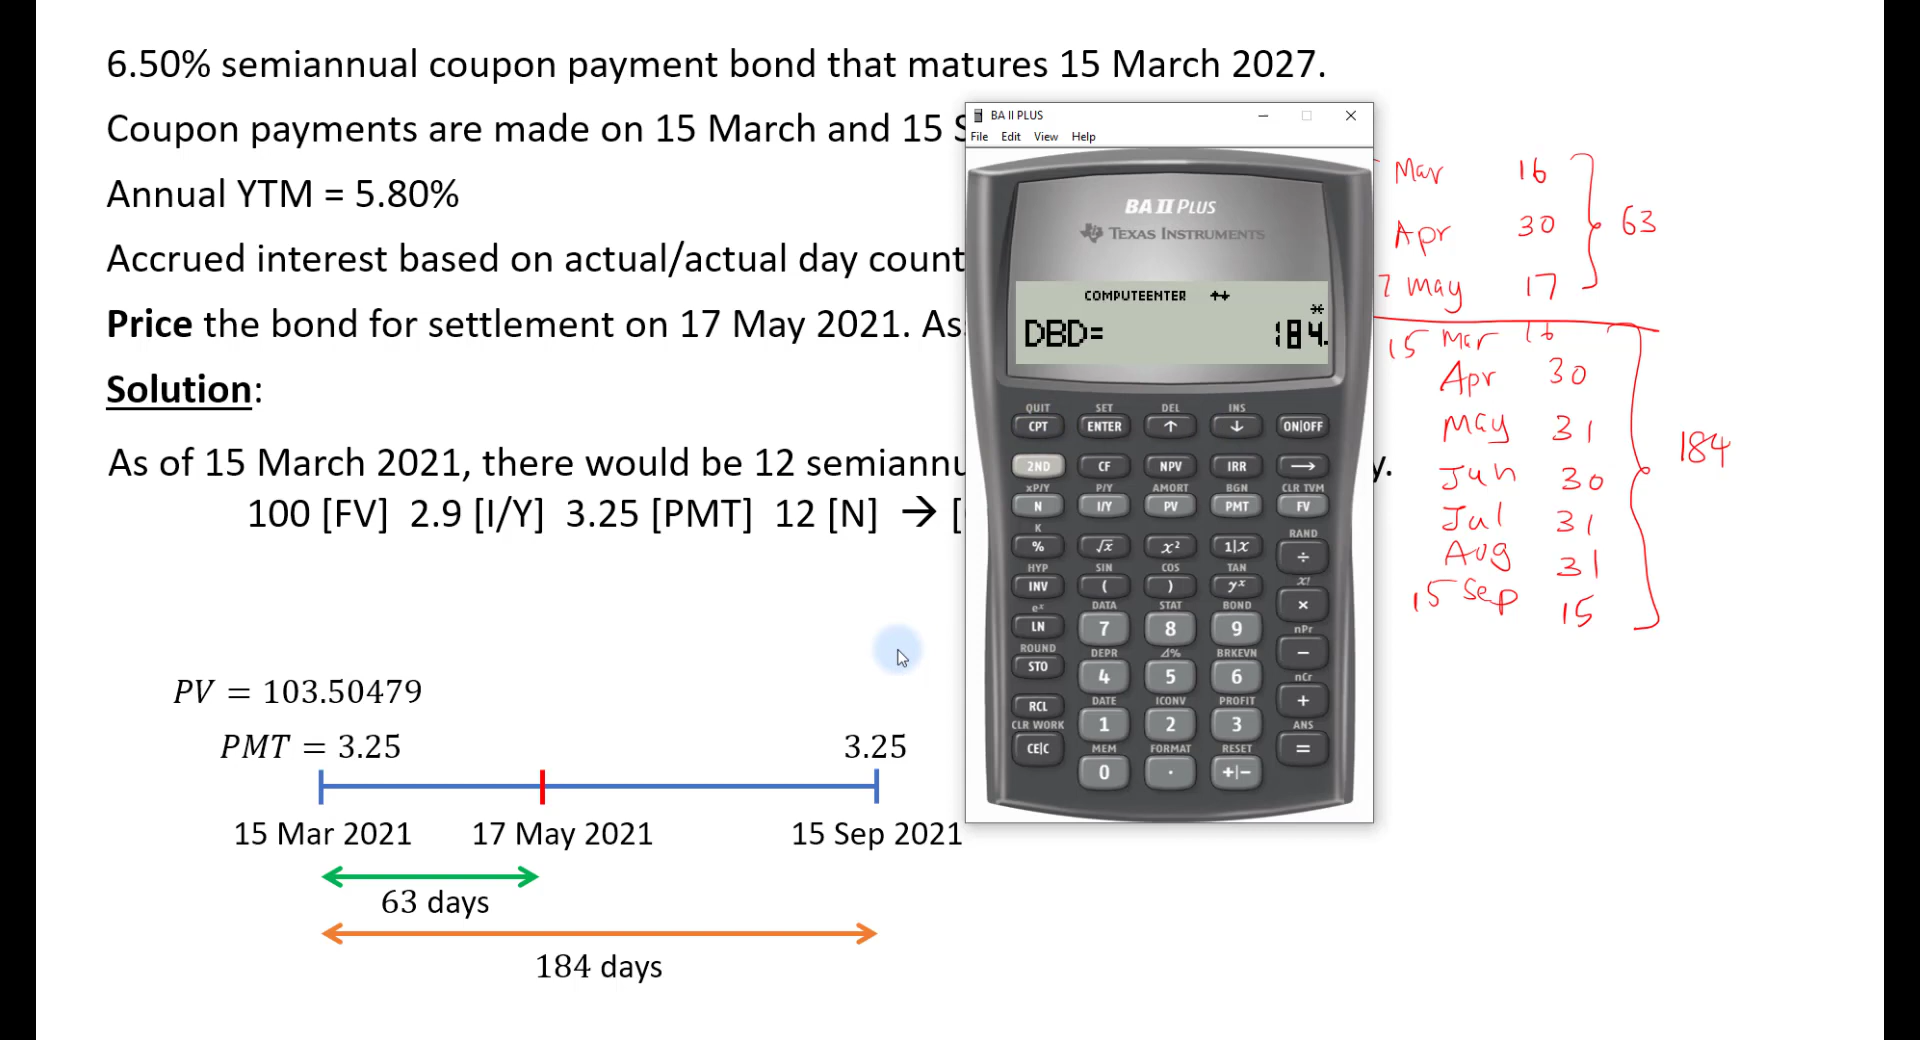 6.50% semiannual coupon payment bond that matures 15 March 2027.
Coupon payments are made on 15 March and 15 S
Annual YTM = 5.80%
Accrued interest based on actual/actual day count
Price the bond for settlement on 17 May 2021. As
Solution:
As of 15 March 2021, there would be 12 semiannu
y.
100 [FV] 2.9 [I/Y] 3.25 [PMT] 12 [N] → [
PV = 103.50479
PMT = 3.25
3.25
15 Mar 2021 17 May 2021 15 Sep 2021
63 days
184 days
BA II PLUS
File Edit View Help
BA II PLUS
TEXAS INSTRUMENTS
COMPUTE ENTER ↑↓
DBD= 184.
QUIT SET DEL INS
CPT ENTER ↑ ↓ ON|OFF
2ND CF NPV IRR →
xP/Y P/Y AMORT BGN CLR TVM
N I/Y PV PMT FV
K RAND
% √x x² 1|x ÷
HYP SIN COS TAN x!
INV ( ) yˣ ×
eˣ DATA STAT BOND nPr
LN 7 8 9 −
ROUND DEPR Δ% BRKEVN nCr
STO 4 5 6 +
DATE ICONV PROFIT ANS
RCL 1 2 3 =
CLR WORK MEM FORMAT RESET
CE|C 0 . +|−
Mar 16
Apr 30
7 May 17
63
15 Mar 16
Apr 30
May 31
Jun 30
Jul 31
Aug 31
15 Sep 15
184